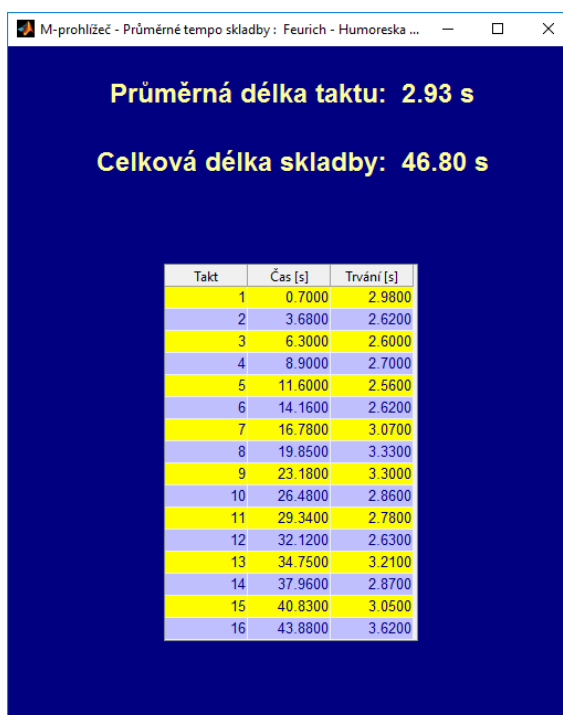 M-prohlížeč - Průměrné tempo skladby : Feurich - Humoreska ...
Průměrná délka taktu: 2.93 s
Celková délka skladby: 46.80 s
Takt Čas [s] Trvání [s]
1 0.7000 2.9800
2 3.6800 2.6200
3 6.3000 2.6000
4 8.9000 2.7000
5 11.6000 2.5600
6 14.1600 2.6200
7 16.7800 3.0700
8 19.8500 3.3300
9 23.1800 3.3000
10 26.4800 2.8600
11 29.3400 2.7800
12 32.1200 2.6300
13 34.7500 3.2100
14 37.9600 2.8700
15 40.8300 3.0500
16 43.8800 3.6200